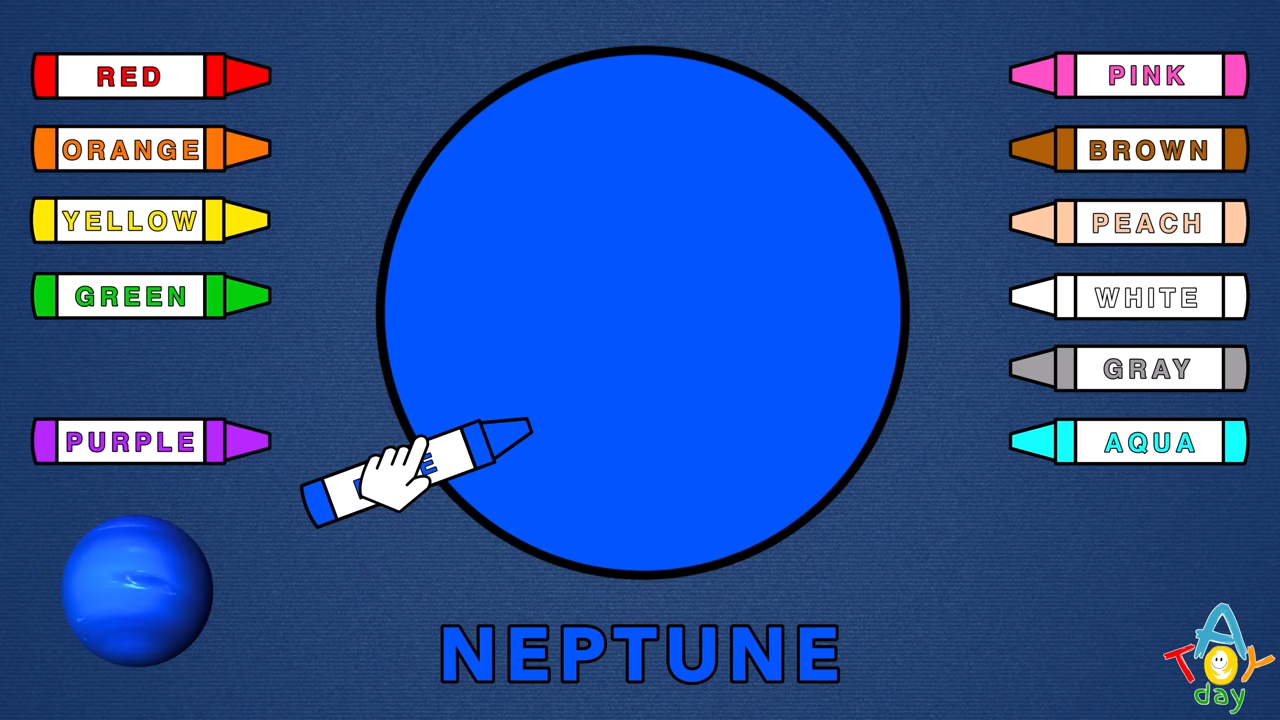 RED
ORANGE
YELLOW
GREEN
PURPLE
PINK
BROWN
PEACH
WHITE
GRAY
AQUA
NEPTUNE
A
TOY
day